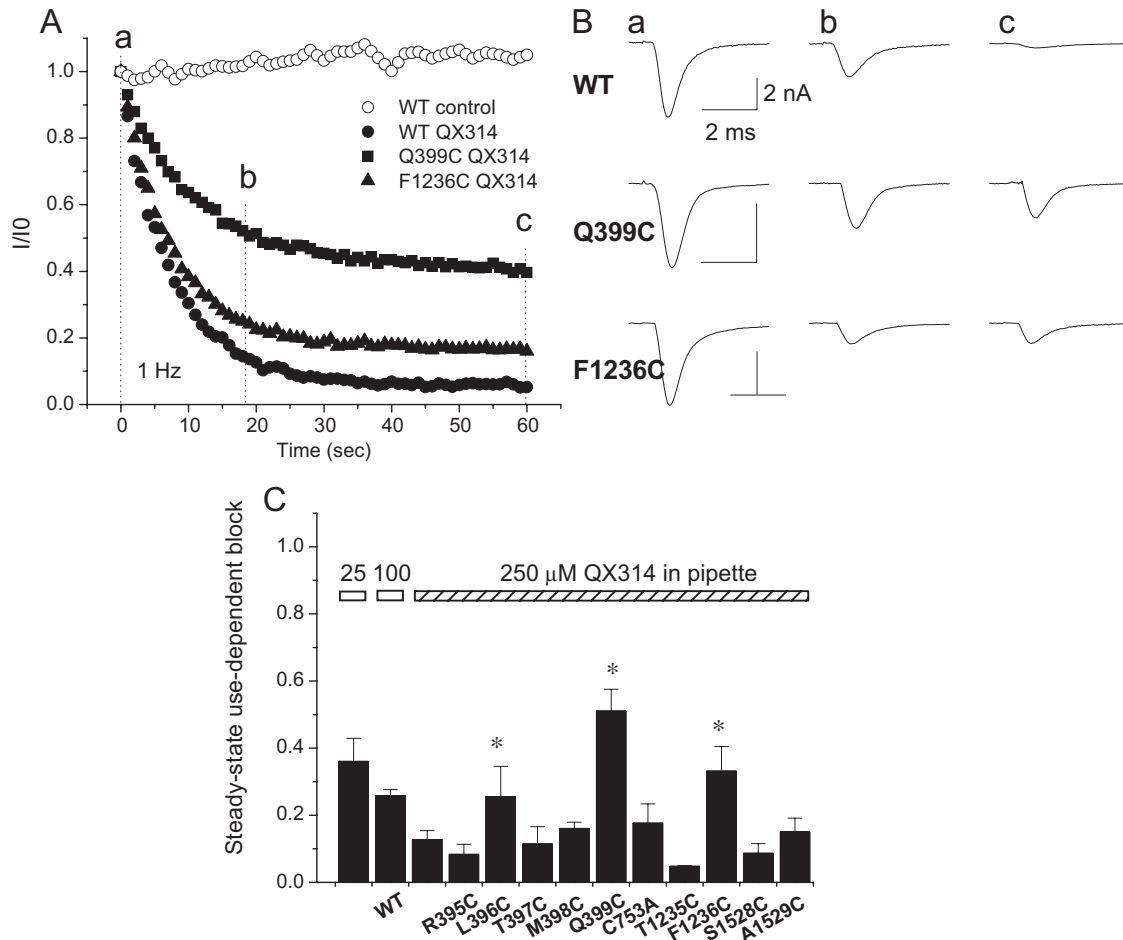 A
a
I/I0
1.0
0.8
0.6
0.4
0.2
0.0
WT control
WT QX314
Q399C QX314
F1236C QX314
b
c
1 Hz
0
10
20
30
40
50
60
Time (sec)
B
a
b
c
WT
2 nA
2 ms
Q399C
F1236C
C
Steady-state use-dependent block
1.0
0.8
0.6
0.4
0.2
0.0
25 100 250 μM QX314 in pipette
*
*
*
WT
R395C
L396C
T397C
M398C
Q399C
C753A
T1235C
F1236C
S1528C
A1529C